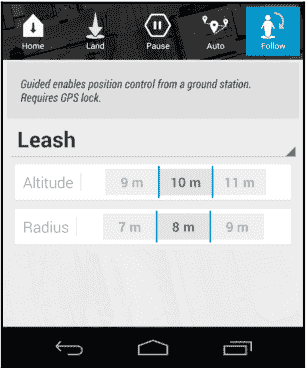 Home Land Pause Auto Follow
Guided enables position control from a ground station.
Requires GPS lock.
Leash
Altitude 9 m 10 m 11 m
Radius 7 m 8 m 9 m